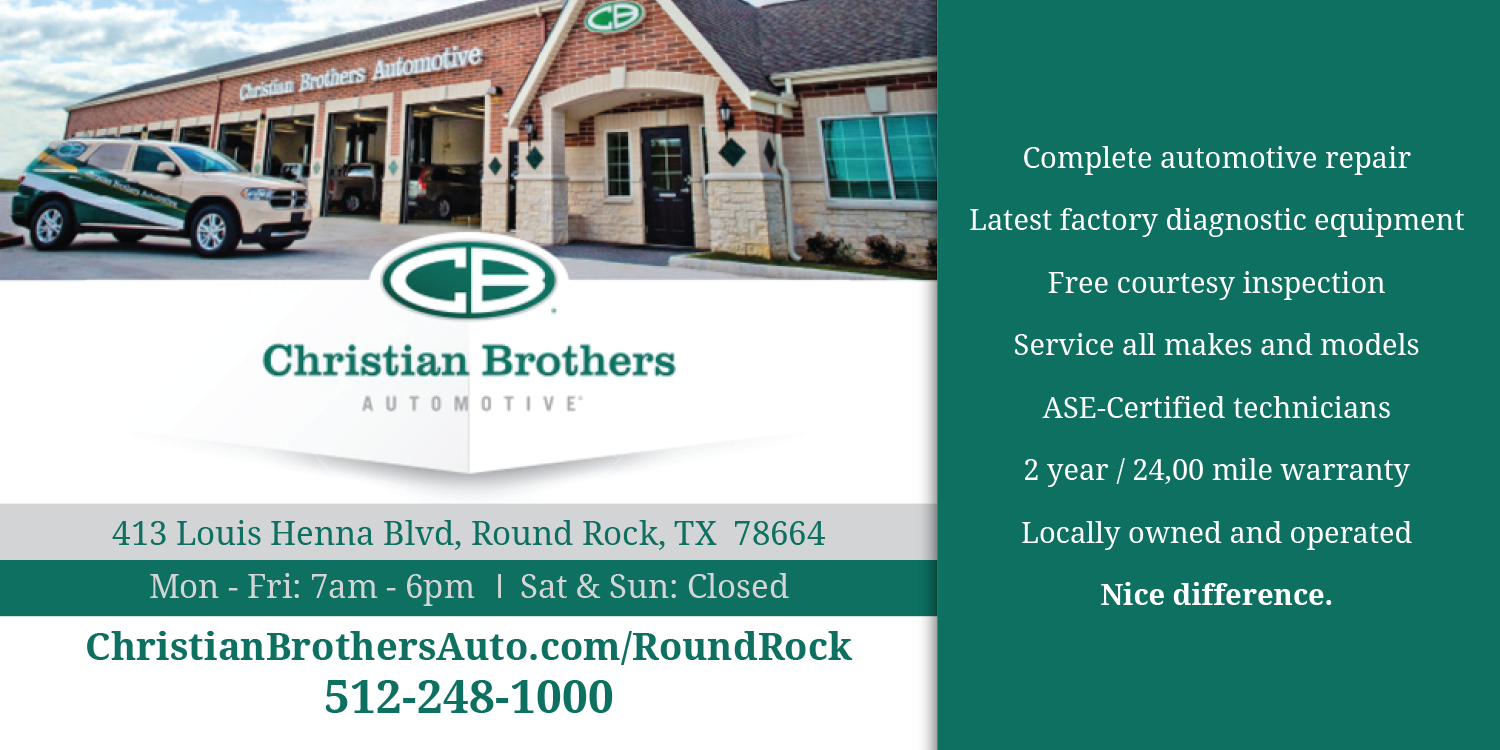 Christian Brothers Automotive
CB
CB
Christian Brothers
AUTOMOTIVE
413 Louis Henna Blvd, Round Rock, TX 78664
Mon - Fri: 7am - 6pm | Sat & Sun: Closed
ChristianBrothersAuto.com/RoundRock
512-248-1000
Complete automotive repair
Latest factory diagnostic equipment
Free courtesy inspection
Service all makes and models
ASE-Certified technicians
2 year / 24,00 mile warranty
Locally owned and operated
Nice difference.